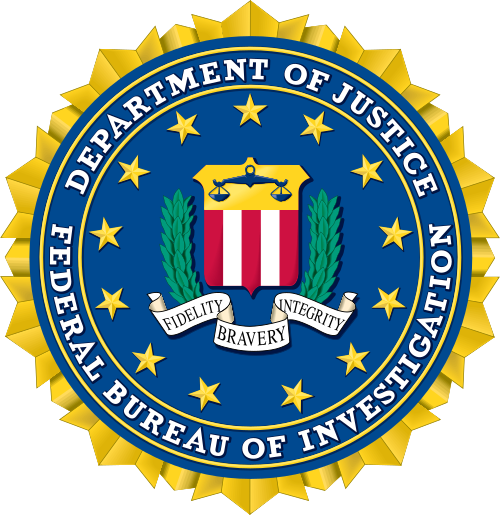 DEPARTMENT OF JUSTICE
FEDERAL BUREAU OF INVESTIGATION
FIDELITY
BRAVERY
INTEGRITY